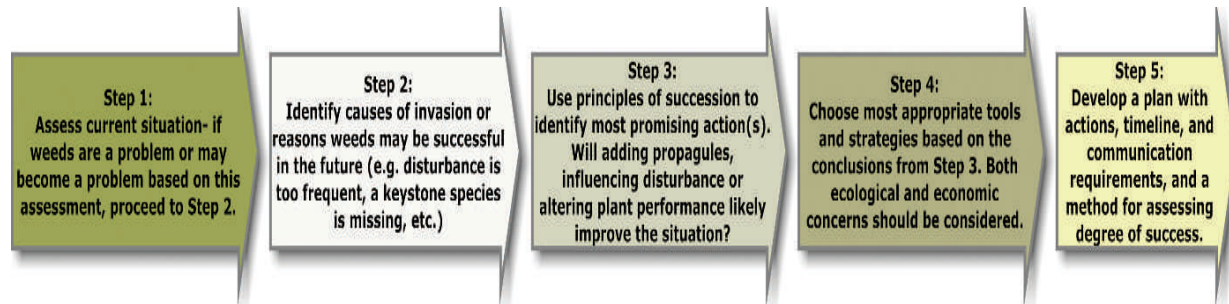 Step 1:
Assess current situation- if
weeds are a problem or may
become a problem based on this
assessment, proceed to Step 2.
Step 2:
Identify causes of invasion or
reasons weeds may be successful
in the future (e.g. disturbance is
too frequent, a keystone species
is missing, etc.)
Step 3:
Use principles of succession to
identify most promising action(s).
Will adding propagules,
influencing disturbance or
altering plant performance likely
improve the situation?
Step 4:
Choose most appropriate tools
and strategies based on the
conclusions from Step 3. Both
ecological and economic
concerns should be considered.
Step 5:
Develop a plan with
actions, timeline, and
communication
requirements, and a
method for assessing
degree of success.